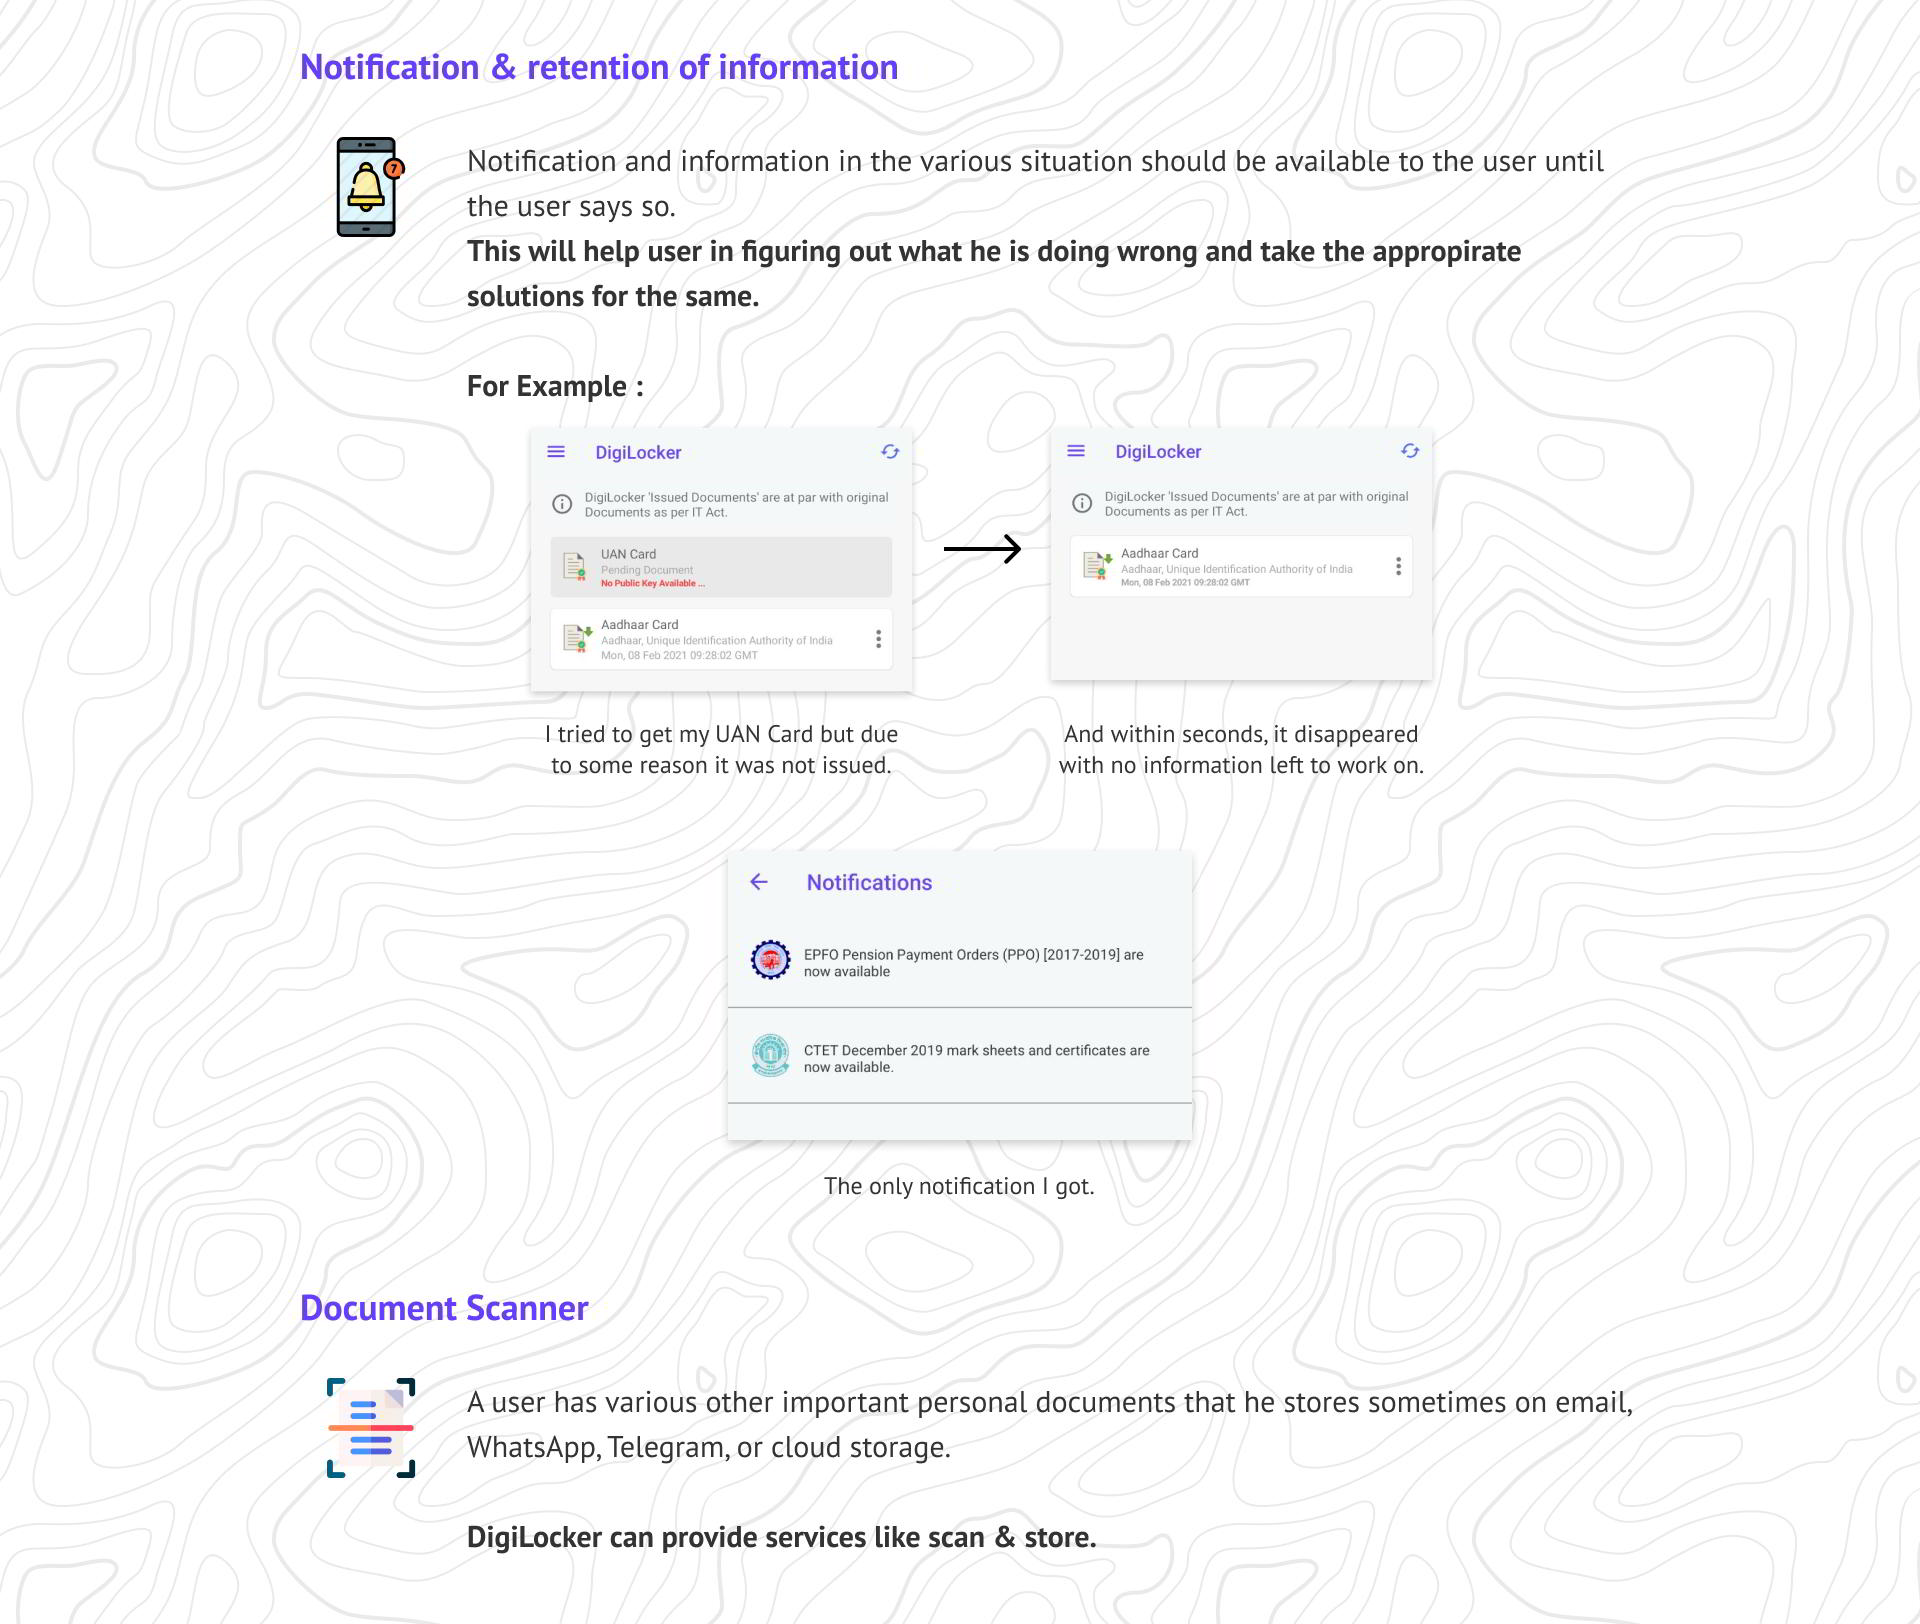 Notification & retention of information
7
Notification and information in the various situation should be available to the user until
the user says so.
This will help user in figuring out what he is doing wrong and take the appropirate
solutions for the same.
For Example :
DigiLocker
DigiLocker 'Issued Documents' are at par with original
Documents as per IT Act.
UAN Card
Pending Document
No Public Key Available ...
Aadhaar Card
Aadhaar, Unique Identification Authority of India
Mon, 08 Feb 2021 09:28:02 GMT
I tried to get my UAN Card but due
to some reason it was not issued.
DigiLocker
DigiLocker 'Issued Documents' are at par with original
Documents as per IT Act.
Aadhaar Card
Aadhaar, Unique Identification Authority of India
Mon, 08 Feb 2021 09:28:02 GMT
And within seconds, it disappeared
with no information left to work on.
Notifications
EPFO Pension Payment Orders (PPO) [2017-2019] are
now available
CTET December 2019 mark sheets and certificates are
now available.
The only notification I got.
Document Scanner
A user has various other important personal documents that he stores sometimes on email,
WhatsApp, Telegram, or cloud storage.
DigiLocker can provide services like scan & store.